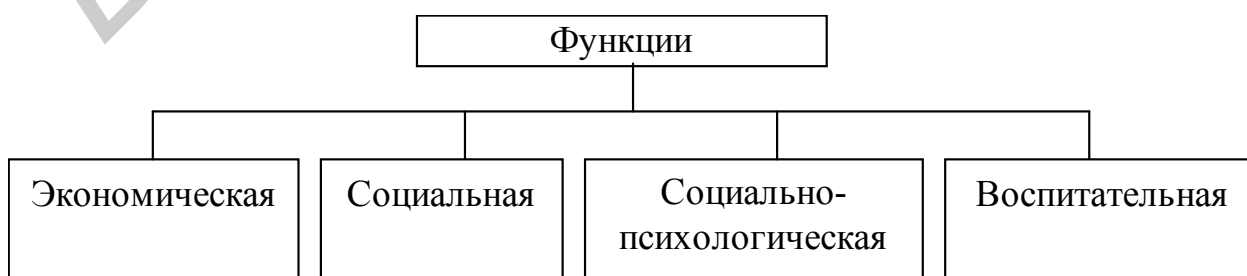 Функции
Экономическая
Социальная
Социально-
психологическая
Воспитательная